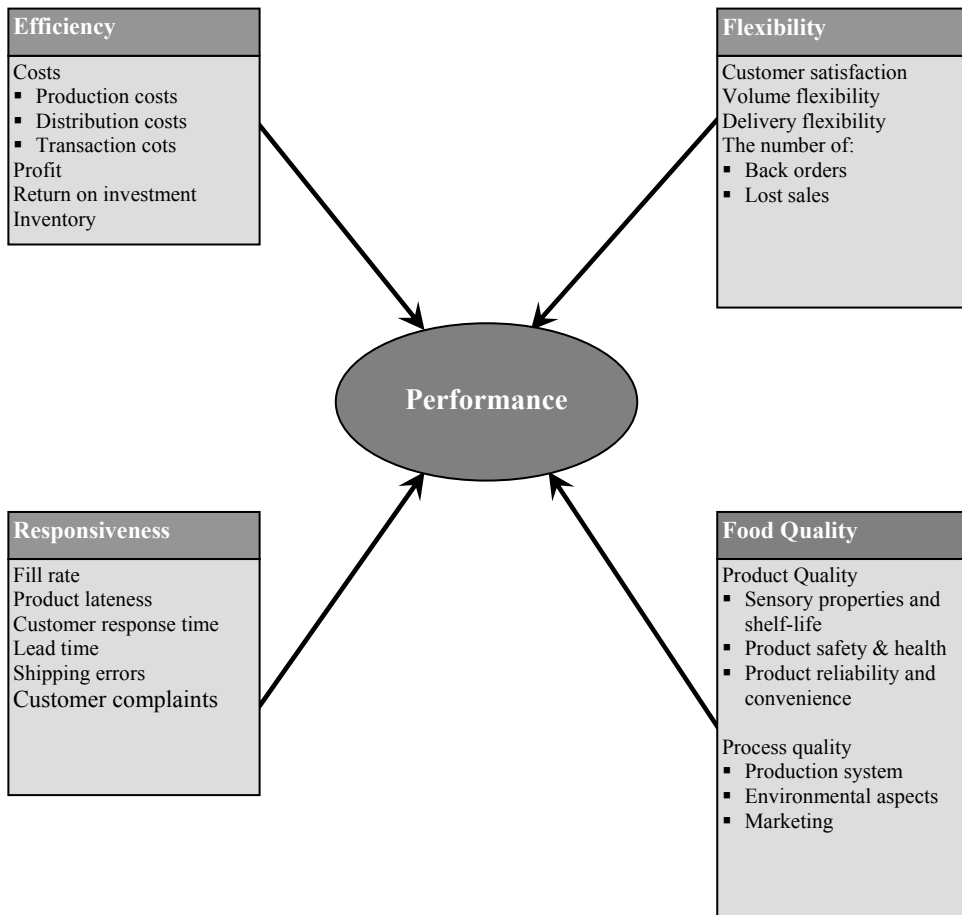 Efficiency
Costs
▪ Production costs
▪ Distribution costs
▪ Transaction cots
Profit
Return on investment
Inventory
Flexibility
Customer satisfaction
Volume flexibility
Delivery flexibility
The number of:
▪ Back orders
▪ Lost sales
Performance
Responsiveness
Fill rate
Product lateness
Customer response time
Lead time
Shipping errors
Customer complaints
Food Quality
Product Quality
▪ Sensory properties and
shelf-life
▪ Product safety & health
▪ Product reliability and
convenience
Process quality
▪ Production system
▪ Environmental aspects
▪ Marketing